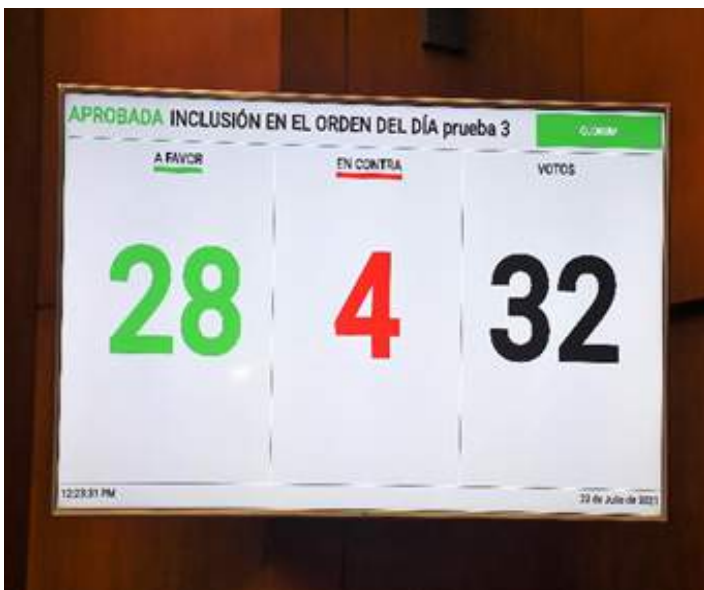 APROBADA INCLUSIÓN EN EL ORDEN DEL DÍA prueba 3
A FAVOR
EN CONTRA
VOTOS
28
4
32
12:23:31 PM
de Julio de 2021